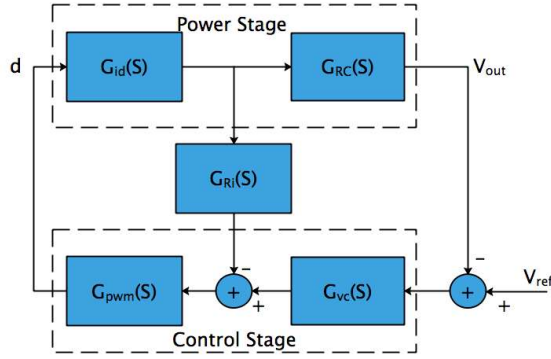 Power Stage
d
G_id(S)
G_RC(S)
V_out
G_Ri(S)
-
-
G_pwm(S)
+
+
G_vc(S)
+
+
V_ref
Control Stage